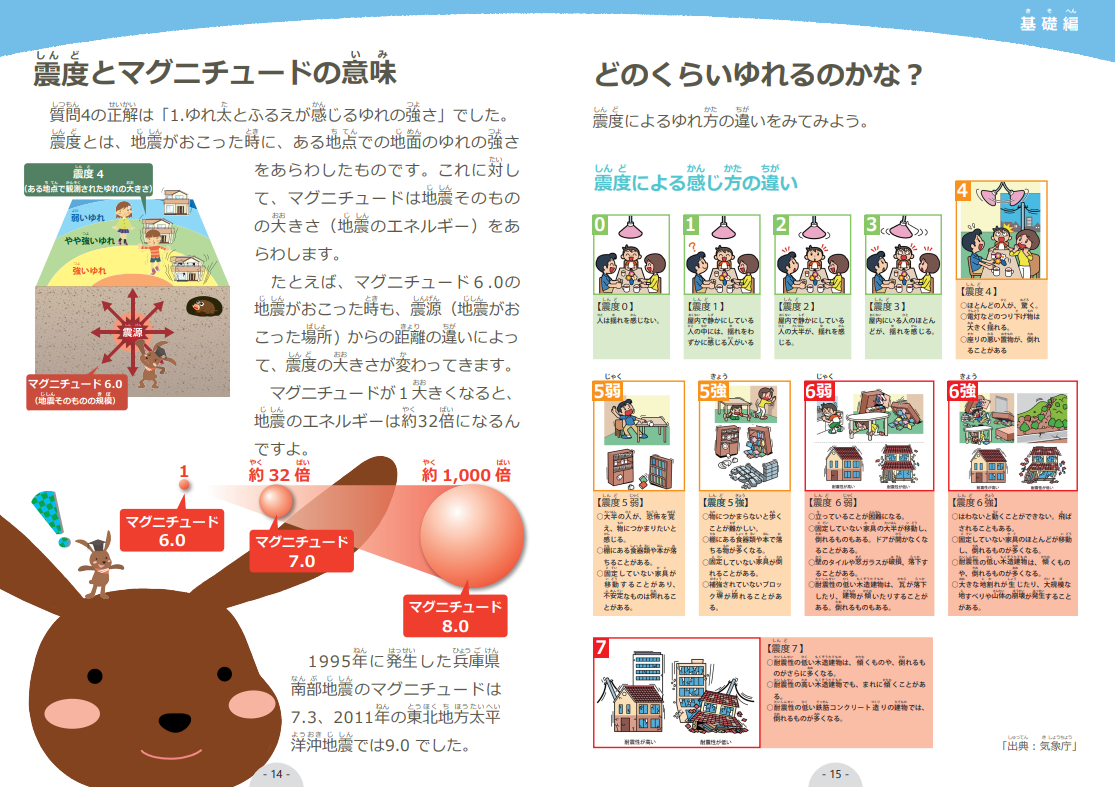 基礎編
震度とマグニチュードの意味
質問4の正解は「1.ゆれ太とふるえが感じるゆれの強さ」でした。
震度とは、地震がおこった時に、ある地点での地面のゆれの強さ
をあらわしたものです。これに対し
て、マグニチュードは地震そのもの
の大きさ（地震のエネルギー）をあ
らわします。
たとえば、マグニチュード6.0の
地震がおこった時も、震源（地震がお
こった場所）からの距離の違いによっ
て、震度の大きさが変わってきます。
マグニチュードが１大きくなると、
地震のエネルギーは約32倍になるん
ですよ。
震度４
（ある地点で観測されたゆれの大きさ）
弱いゆれ
やや強いゆれ
強いゆれ
震源
マグニチュード6.0
（地震そのものの規模）
1
約 32 倍
約 1,000 倍
マグニチュード
6.0
マグニチュード
7.0
マグニチュード
8.0
1995年に発生した兵庫県
南部地震のマグニチュードは
7.3、2011年の東北地方太平
洋沖地震では9.0 でした。
- 14 -
どのくらいゆれるのかな？
震度によるゆれ方の違いをみてみよう。
震度による感じ方の違い
0
【震度０】
人は揺れを感じない。
1
【震度１】
屋内で静かにしている
人の中には、揺れをわ
ずかに感じる人がいる
2
【震度２】
屋内で静かにしている
人の大半が、揺れを感
じる。
3
【震度３】
屋内にいる人のほとん
どが、揺れを感じる。
4
【震度４】
○ほとんどの人が、驚く。
○電灯などのつり下げ物は
大きく揺れる。
○座りの悪い置物が、倒れ
ることがある
5弱
【震度５弱】
○大半の人が、恐怖を覚
え、物につかまりたいと
感じる。
○棚にある食器類や本が落
ちることがある。
○固定していない家具が
移動することがあり、
不安定なものは倒れるこ
とがある。
5強
【震度５強】
○物につかまらないと歩く
ことが難しい。
○棚にある食器類や本で落
ちる物が多くなる。
○固定していない家具が倒
れることがある。
○補強されていないブロッ
ク塀が崩れることがあ
る。
6弱
耐震性が高い
耐震性が低い
【震度６弱】
○立っていることが困難になる。
○固定していない家具の大半が移動し、
倒れるものもある。ドアが開かなくな
ることがある。
○壁のタイルや窓ガラスが破損、落下す
ることがある。
○耐震性の低い木造建物は、瓦が落下
したり、建物が傾いたりすることがあ
る。倒れるものもある。
6強
耐震性が高い
耐震性が低い
【震度６強】
○はわないと動くことができない。飛ば
されることもある。
○固定していない家具のほとんどが移動
し、倒れるものが多くなる。
○耐震性の低い木造建物は、傾くもの
や、倒れるものが多くなる。
○大きな地割れが生じたり、大規模な
地すべりや山体の崩壊が発生すること
がある。
7
耐震性が高い
耐震性が低い
【震度７】
○耐震性の低い木造建物は、傾くものや、倒れるも
のがさらに多くなる。
○耐震性の高い木造建物でも、まれに傾くことがあ
る。
○耐震性の低い鉄筋コンクリート造りの建物では、
倒れるものが多くなる。
「出典：気象庁」
- 15 -